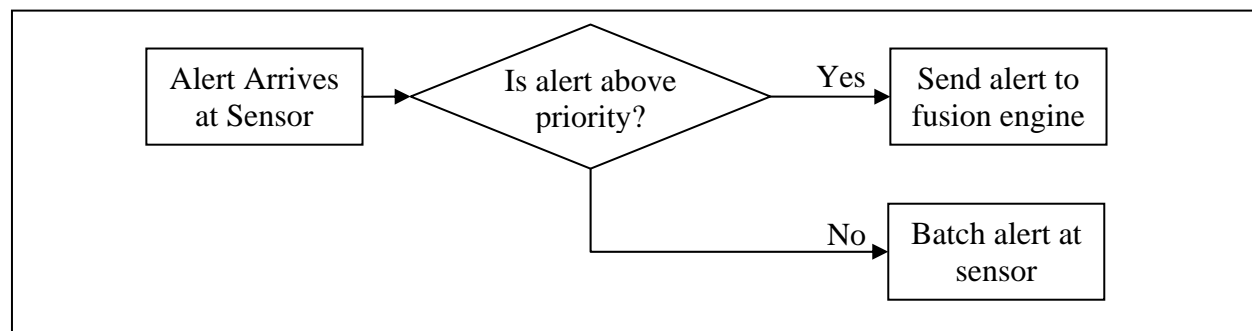 Alert Arrives
at Sensor
Is alert above
priority?
Yes
Send alert to
fusion engine
No
Batch alert at
sensor